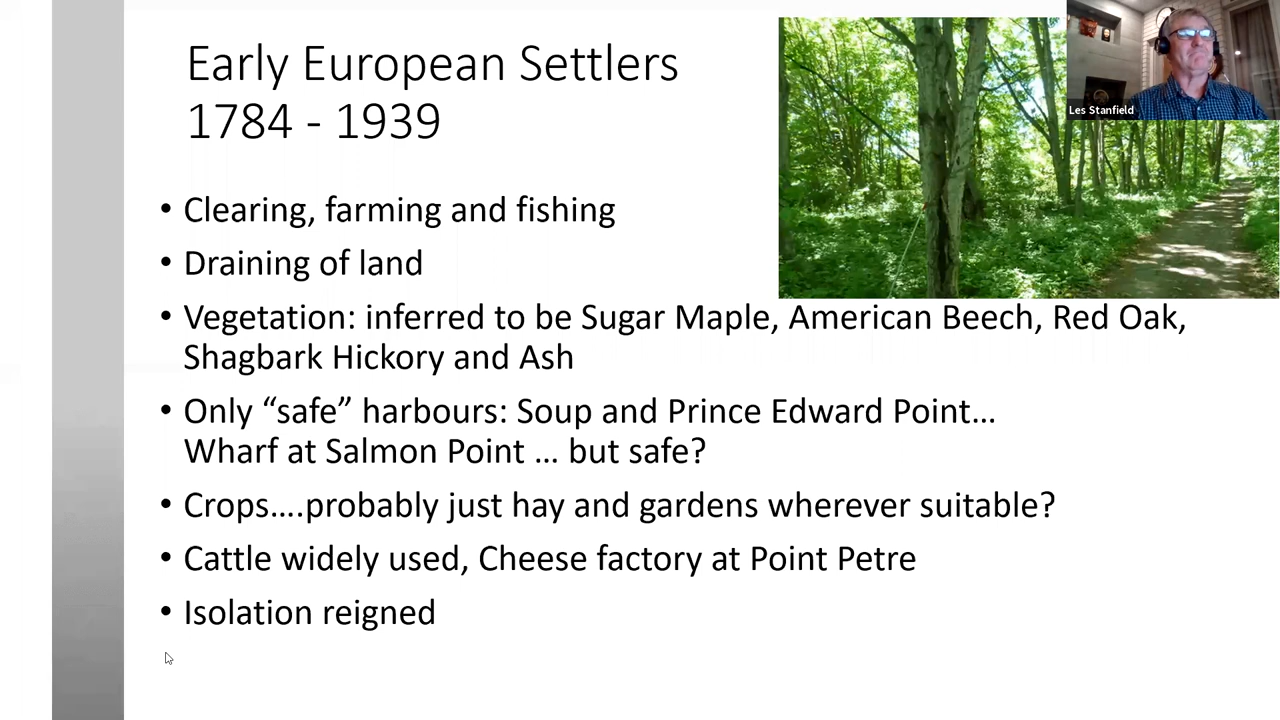 Early European Settlers
1784 - 1939
Les Stanfield
• Clearing, farming and fishing
• Draining of land
• Vegetation: inferred to be Sugar Maple, American Beech, Red Oak,
Shagbark Hickory and Ash
• Only “safe” harbours: Soup and Prince Edward Point…
Wharf at Salmon Point … but safe?
• Crops….probably just hay and gardens wherever suitable?
• Cattle widely used, Cheese factory at Point Petre
• Isolation reigned